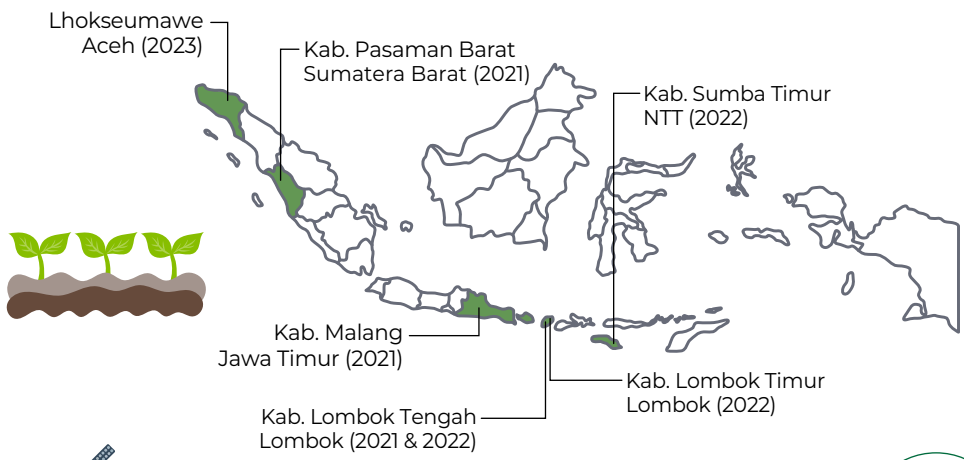 Lhokseumawe
Aceh (2023)
Kab. Pasaman Barat
Sumatera Barat (2021)
Kab. Sumba Timur
NTT (2022)
Kab. Malang
Jawa Timur (2021)
Kab. Lombok Timur
Lombok (2022)
Kab. Lombok Tengah
Lombok (2021 & 2022)